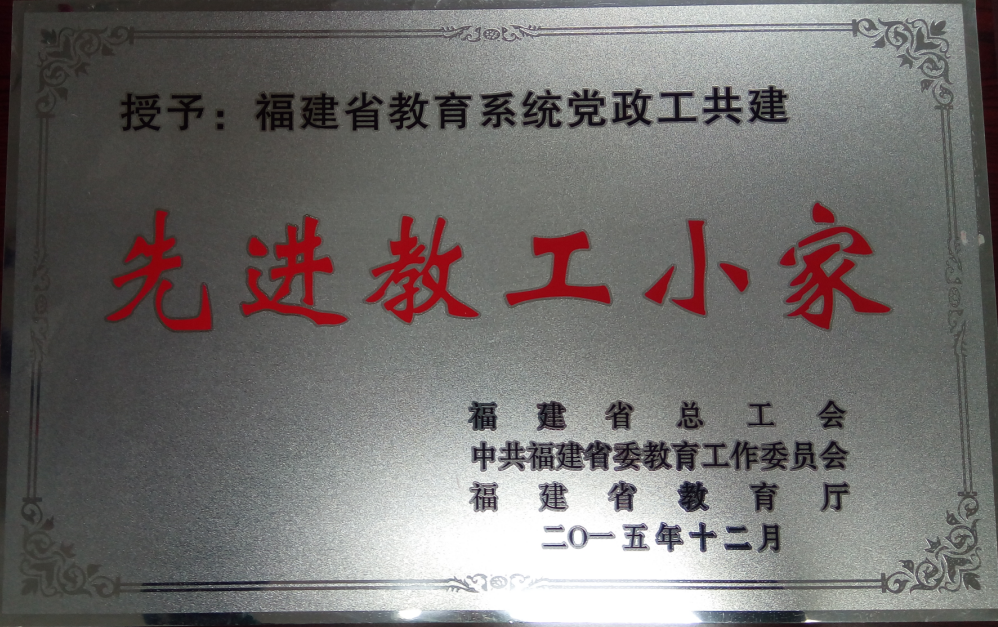 授予：福建省教育系统党政工共建
先进教工小家
福建省总工会
中共福建省委教育工作委员会
福建省教育厅
二〇一五年十二月